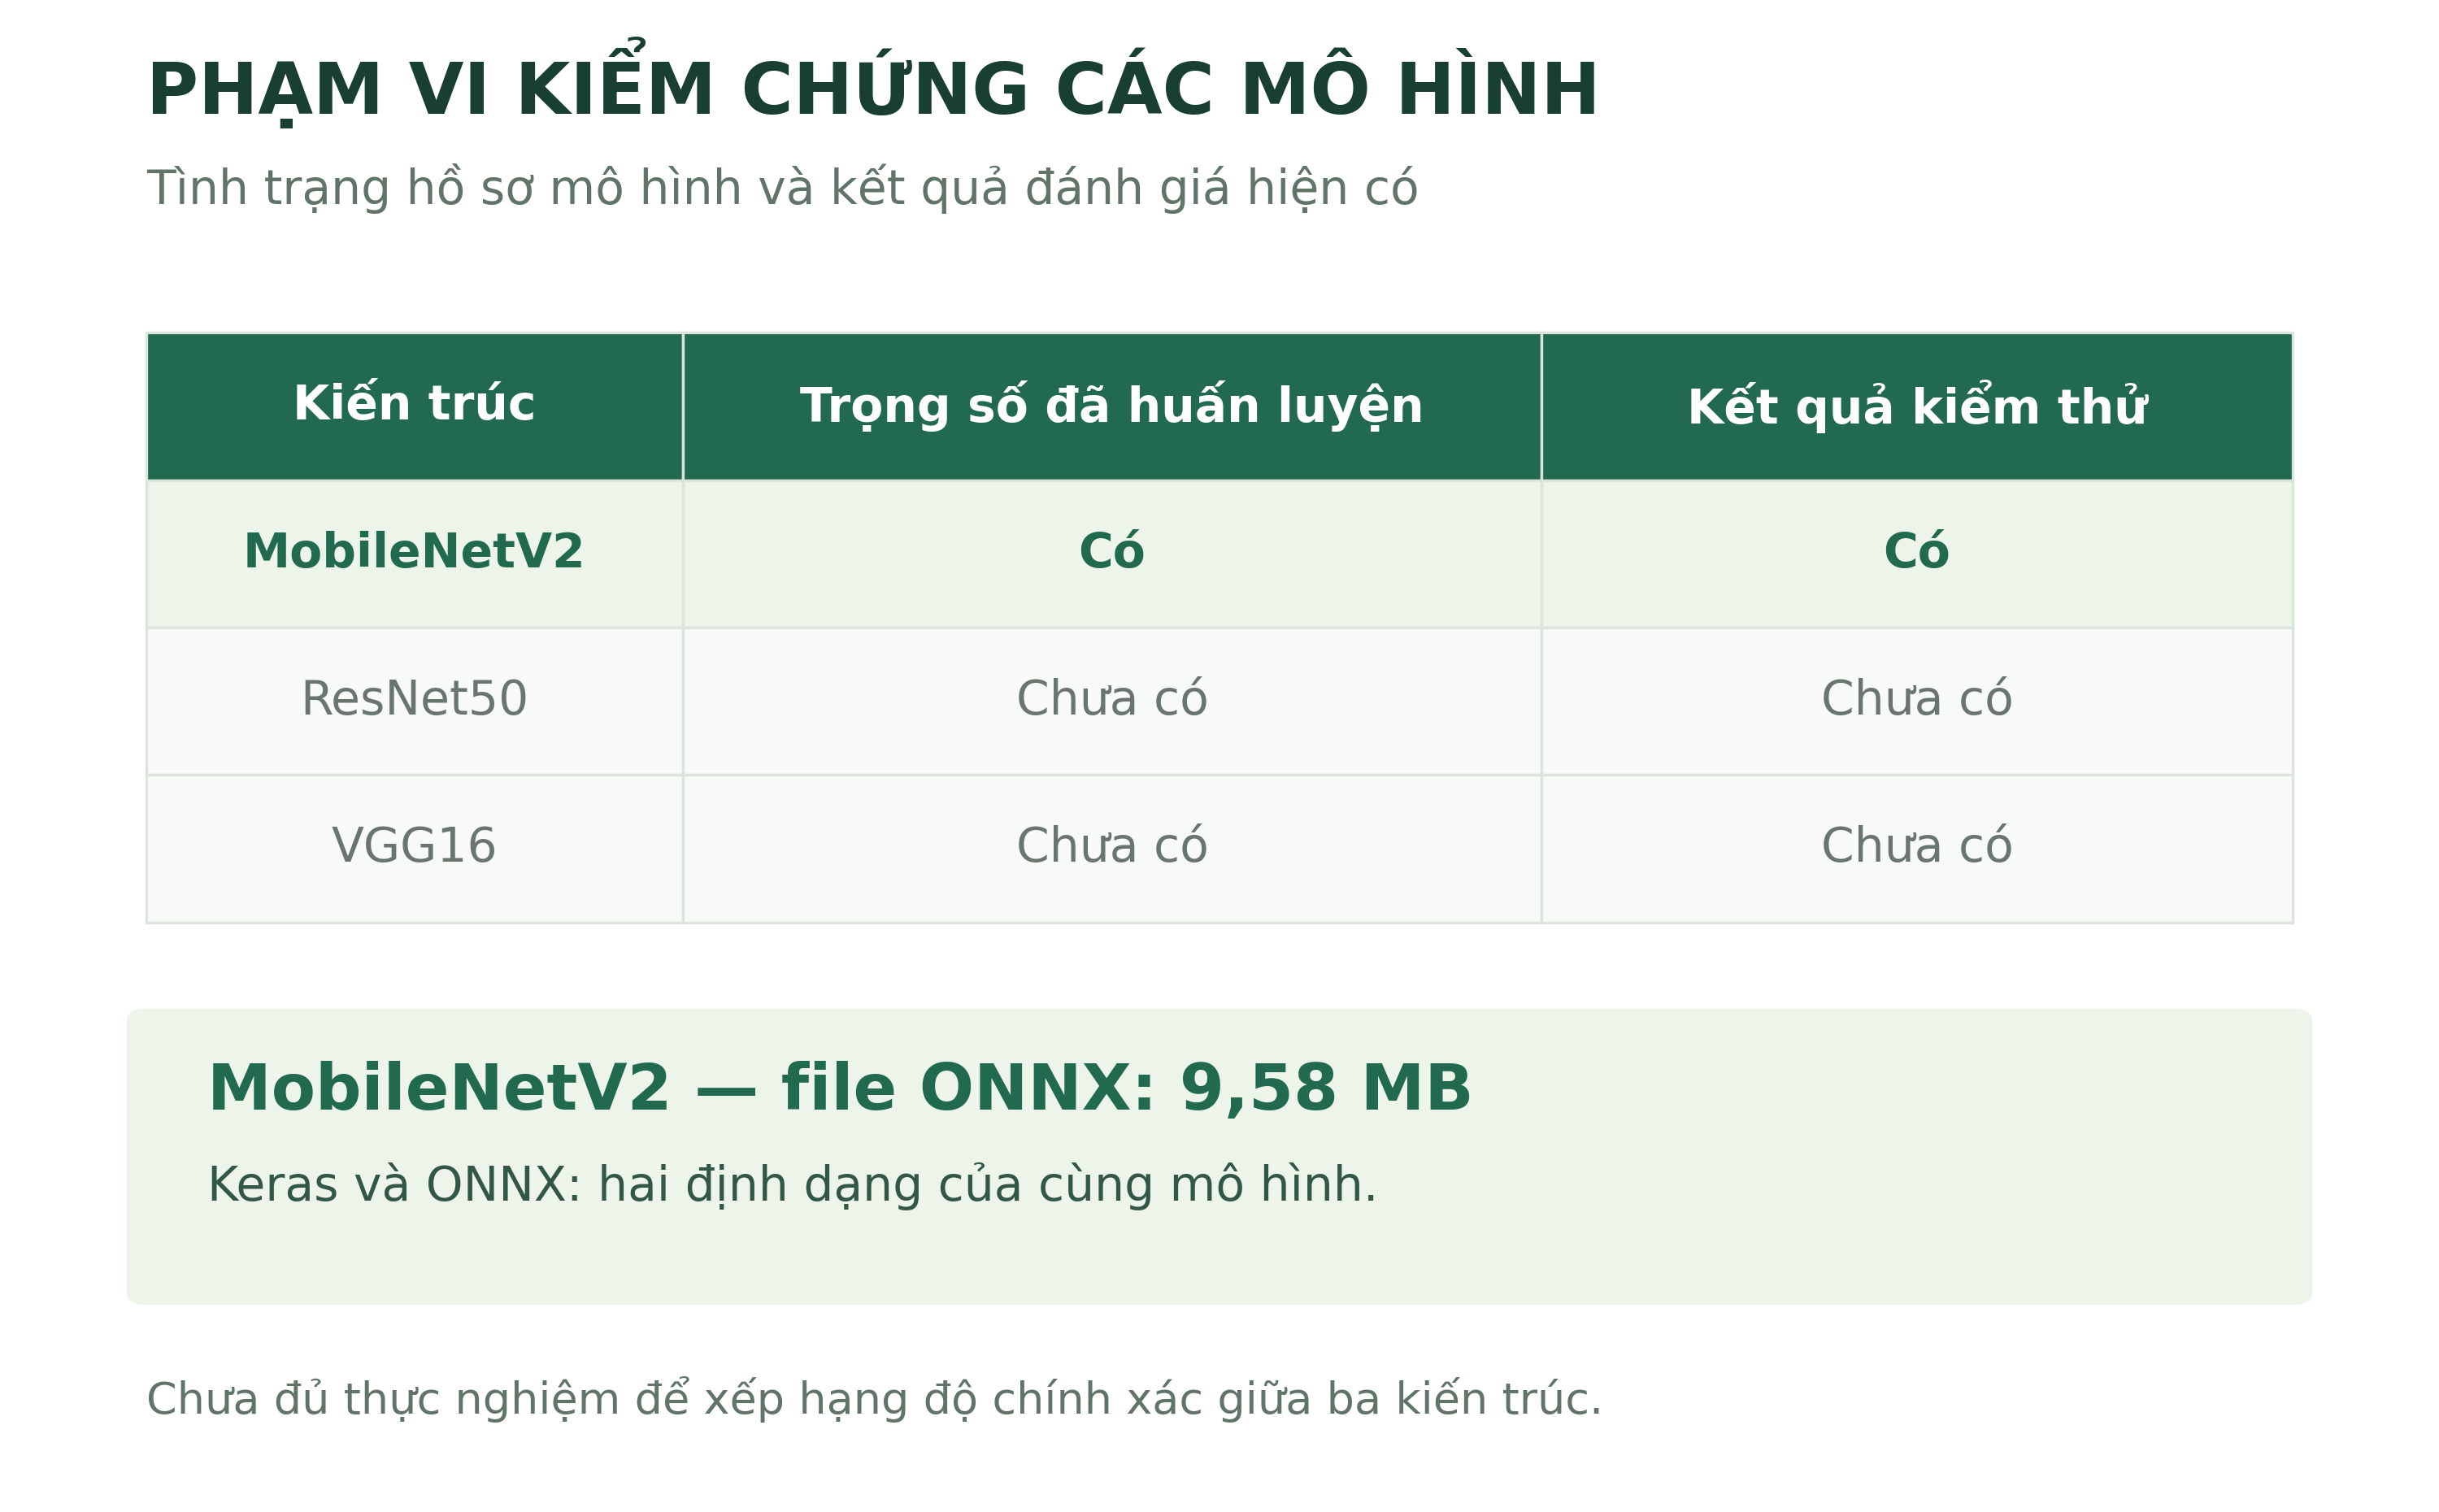 PHẠM VI KIỂM CHỨNG CÁC MÔ HÌNH
Tình trạng hồ sơ mô hình và kết quả đánh giá hiện có
Kiến trúc Trọng số đã huấn luyện Kết quả kiểm thử
MobileNetV2 Có Có
ResNet50 Chưa có Chưa có
VGG16 Chưa có Chưa có
MobileNetV2 — file ONNX: 9,58 MB
Keras và ONNX: hai định dạng của cùng mô hình.
Chưa đủ thực nghiệm để xếp hạng độ chính xác giữa ba kiến trúc.